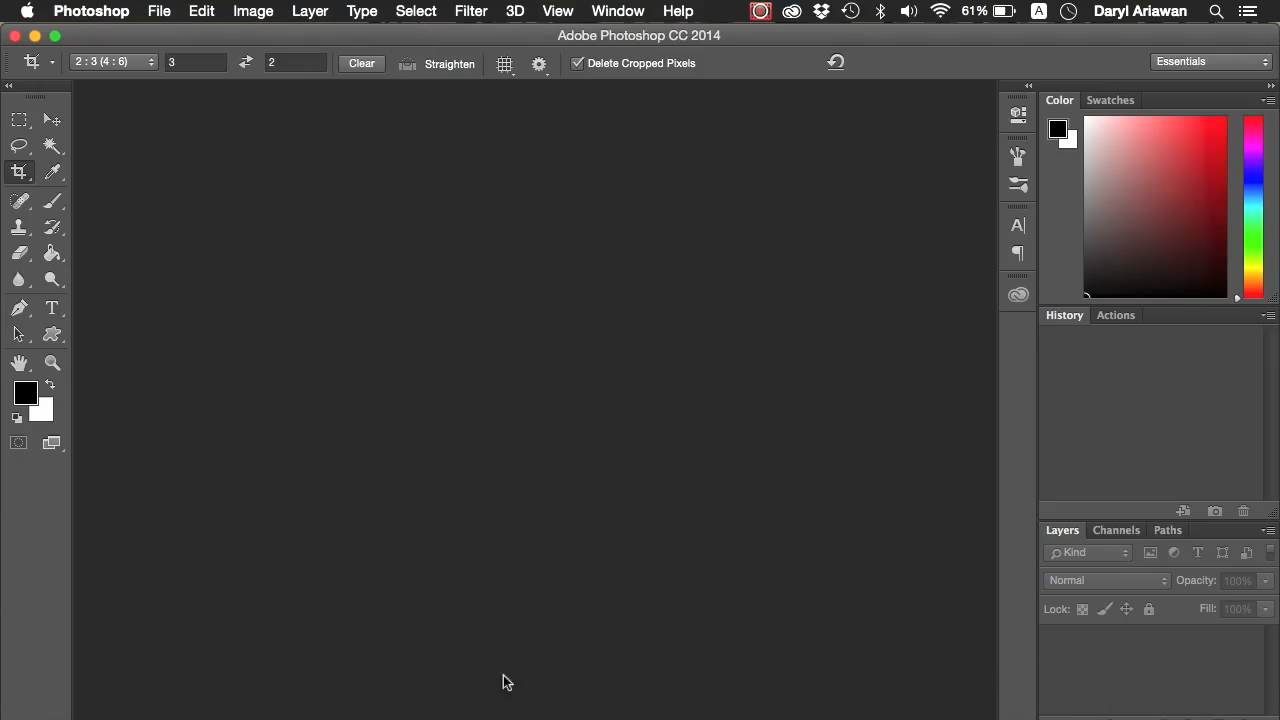 Photoshop File Edit Image Layer Type Select Filter 3D View Window Help 61% A Daryl Ariawan
Adobe Photoshop CC 2014
2 : 3 (4 : 6) 3 2 Clear Straighten Delete Cropped Pixels Essentials
Color Swatches
History Actions
Layers Channels Paths
Kind
Normal Opacity: 100%
Lock: Fill: 100%